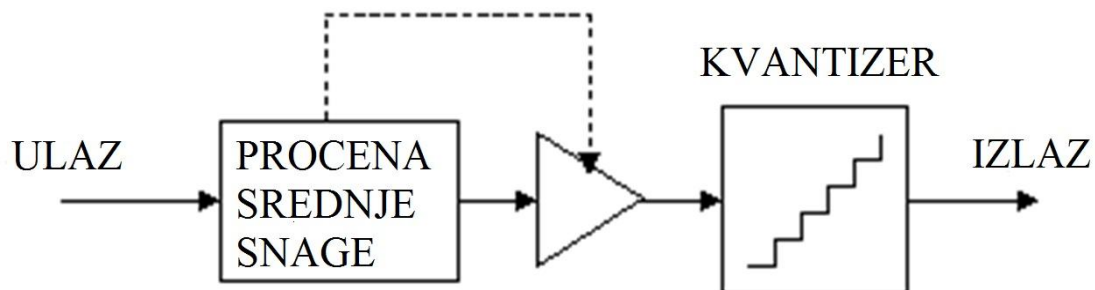 KVANTIZER
ULAZ
PROCENA
SREDNJE
SNAGE
IZLAZ